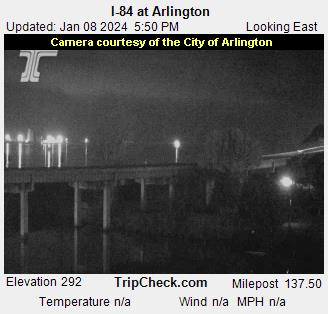 I-84 at Arlington
Updated: Jan 08 2024 5:50 PM Looking East
Camera courtesy of the City of Arlington
Elevation 292 TripCheck.com Milepost 137.50
Temperature n/a Wind n/a MPH n/a